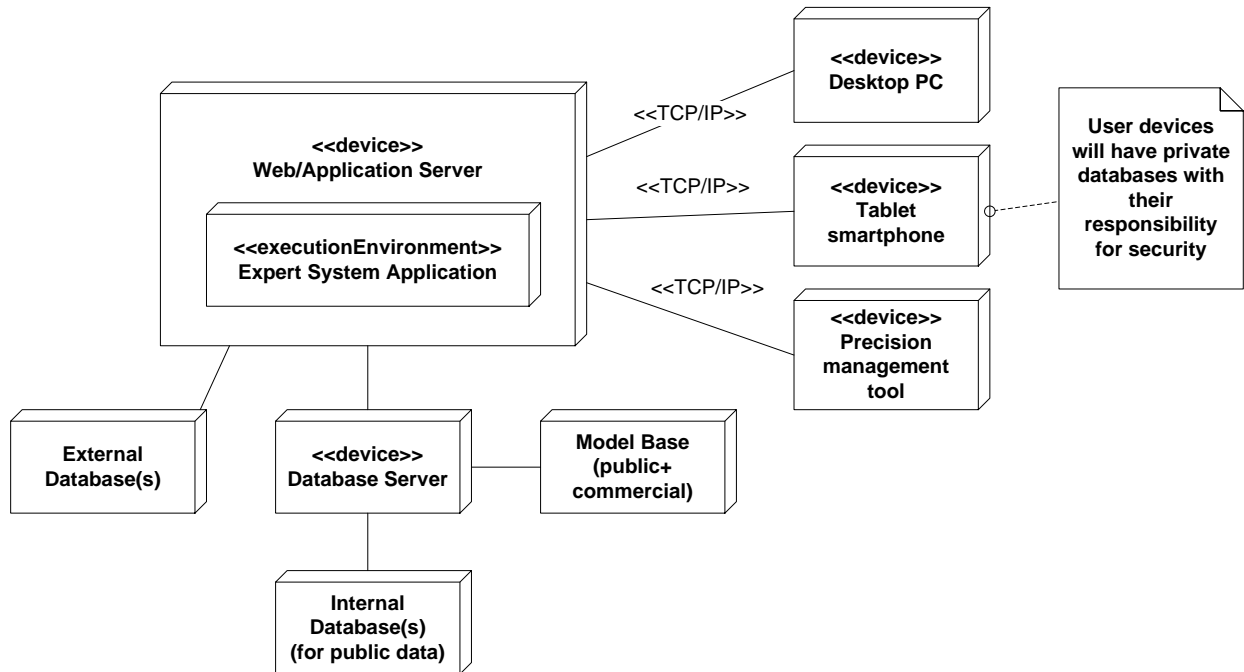 <<device>>
Desktop PC
<<TCP/IP>>
<<device>>
Web/Application Server
<<executionEnvironment>>
Expert System Application
<<TCP/IP>>
<<device>>
Tablet
smartphone
User devices
will have private
databases with
their
responsibility
for security
<<TCP/IP>>
<<device>>
Precision
management
tool
External
Database(s)
<<device>>
Database Server
Model Base
(public+
commercial)
Internal
Database(s)
(for public data)